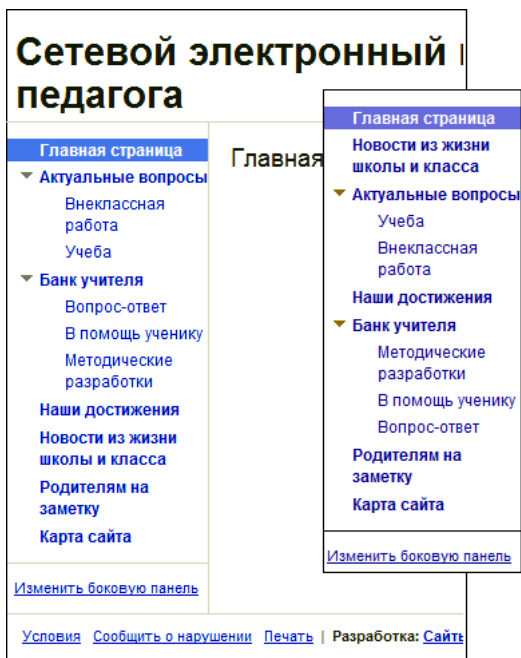 Сетевой электронный
педагога
Главная страница
Актуальные вопросы
Внеклассная
работа
Учеба
Банк учителя
Вопрос-ответ
В помощь ученику
Методические
разработки
Наши достижения
Новости из жизни
школы и класса
Родителям на
заметку
Карта сайта
Изменить боковую панель
Главная
Главная страница
Новости из жизни
школы и класса
Актуальные вопросы
Учеба
Внеклассная
работа
Наши достижения
Банк учителя
Методические
разработки
В помощь ученику
Вопрос-ответ
Родителям на
заметку
Карта сайта
Изменить боковую панель
Условия Сообщить о нарушении Печать | Разработка: Сайты